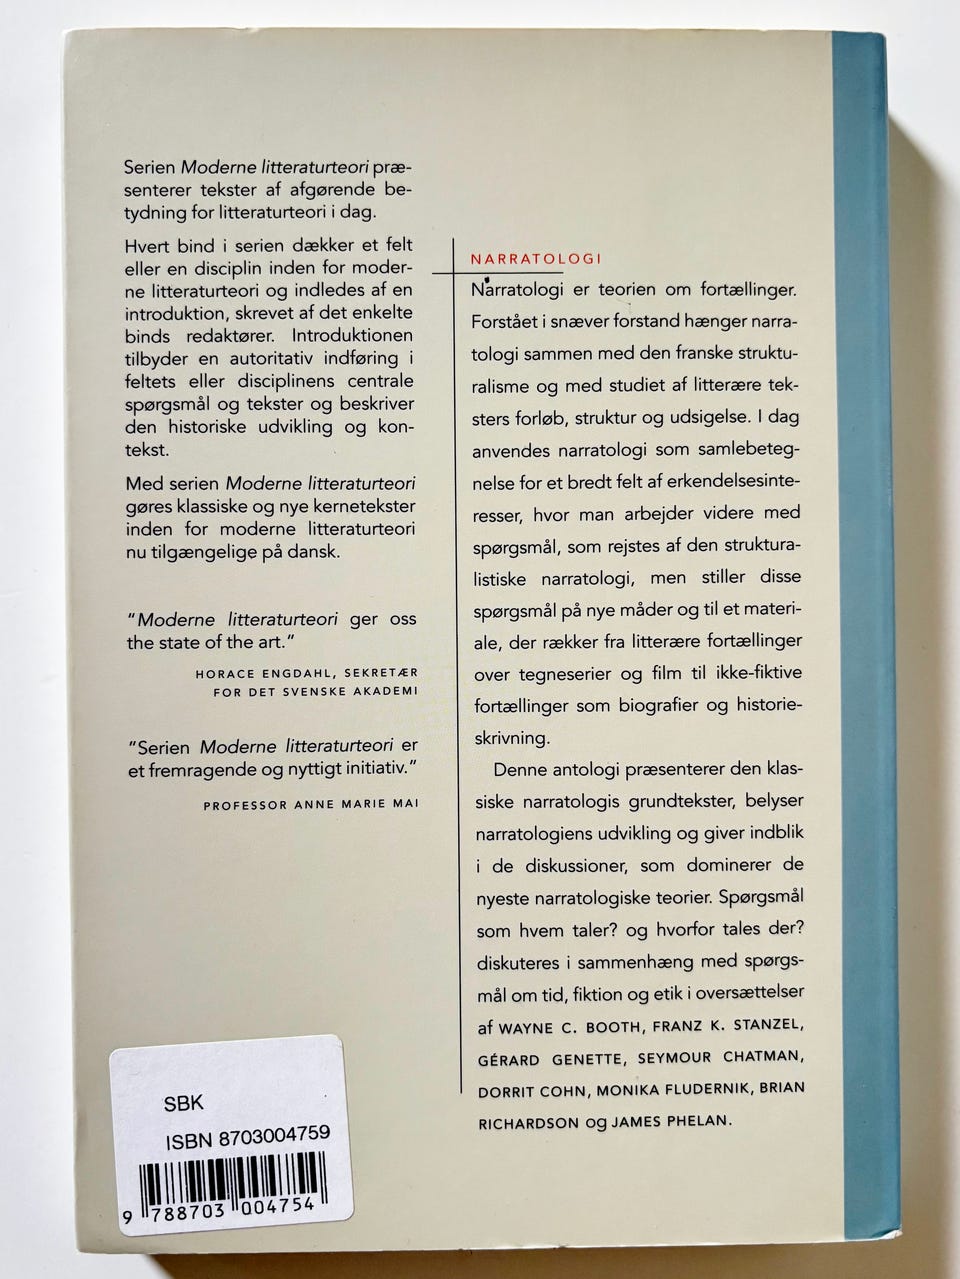 Serien Moderne litteraturteori præ-
senterer tekster af afgørende be-
tydning for litteraturteori i dag.
Hvert bind i serien dækker et felt
eller en disciplin inden for moder-
ne litteraturteori og indledes af en
introduktion, skrevet af det enkelte
binds redaktører. Introduktionen
tilbyder en autoritativ indføring i
feltets eller disciplinens centrale
spørgsmål og tekster og beskriver
den historiske udvikling og kon-
tekst.
Med serien Moderne litteraturteori
gøres klassiske og nye kernetekster
inden for moderne litteraturteori
nu tilgængelige på dansk.
"Moderne litteraturteori ger oss
the state of the art."
HORACE ENGDAHL, SEKRETÆR
FOR DET SVENSKE AKADEMI
"Serien Moderne litteraturteori er
et fremragende og nyttigt initiativ."
PROFESSOR ANNE MARIE MAI
NARRATOLOGI
Narratologi er teorien om fortællinger.
Forstået i snæver forstand hænger narra-
tologi sammen med den franske struktu-
ralisme og med studiet af litterære tek-
sters forløb, struktur og udsigelse. I dag
anvendes narratologi som samlebeteg-
nelse for et bredt felt af erkendelsesinte-
resser, hvor man arbejder videre med
spørgsmål, som rejstes af den struktura-
listiske narratologi, men stiller disse
spørgsmål på nye måder og til et materi-
ale, der rækker fra litterære fortællinger
over tegneserier og film til ikke-fiktive
fortællinger som biografier og historie-
skrivning.
Denne antologi præsenterer den klas-
siske narratologis grundtekster, belyser
narratologiens udvikling og giver indblik
i de diskussioner, som dominerer de
nyeste narratologiske teorier. Spørgsmål
som hvem taler? og hvorfor tales der?
diskuteres i sammenhæng med spørgs-
mål om tid, fiktion og etik i oversættelser
af WAYNE C. BOOTH, FRANZ K. STANZEL,
GÉRARD GENETTE, SEYMOUR CHATMAN,
DORRIT COHN, MONIKA FLUDERNIK, BRIAN
RICHARDSON og JAMES PHELAN.
SBK
ISBN 8703004759
9 788703 004754